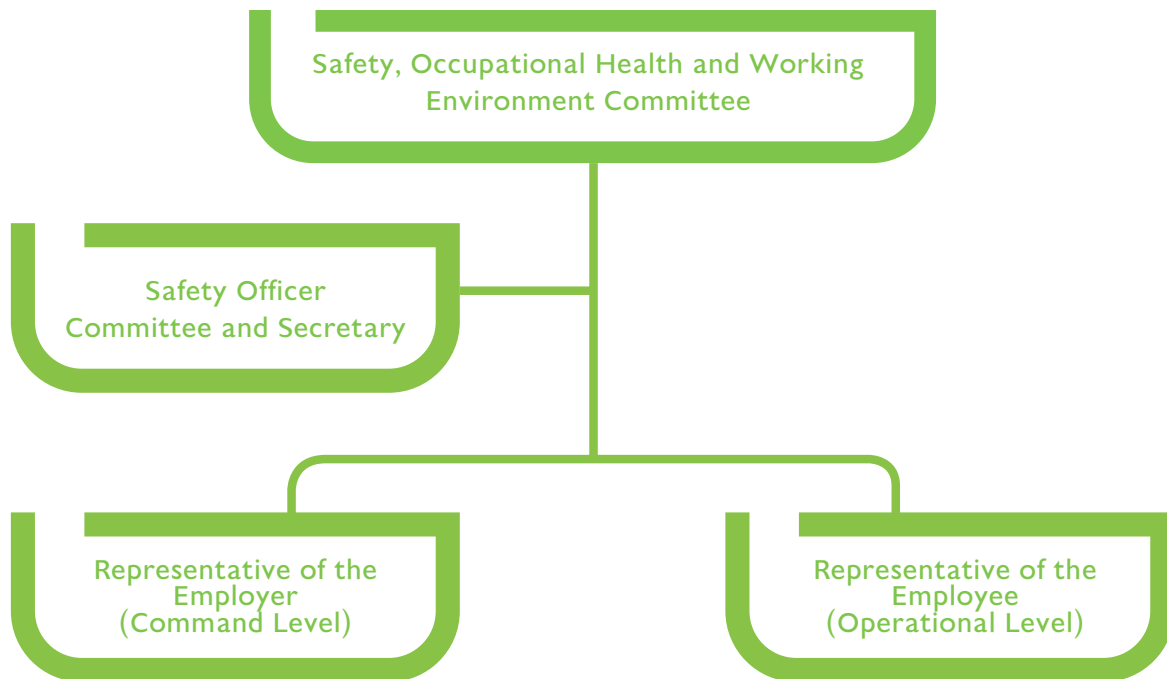 Safety, Occupational Health and Working
Environment Committee
Safety Officer
Committee and Secretary
Representative of the
Employer
(Command Level)
Representative of the
Employee
(Operational Level)